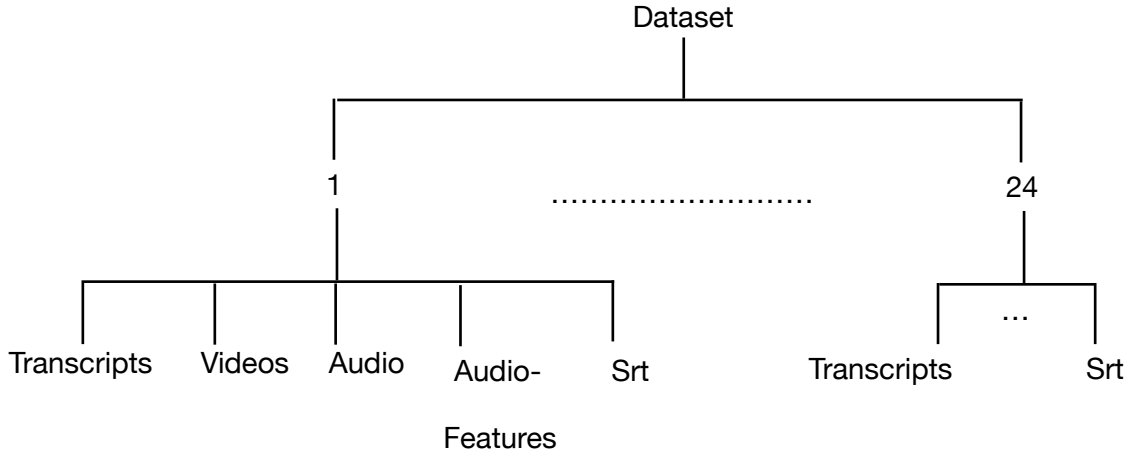 Dataset
1
..........................
24
...
Transcripts
Videos
Audio
Audio-
Features
Srt
Transcripts
Srt